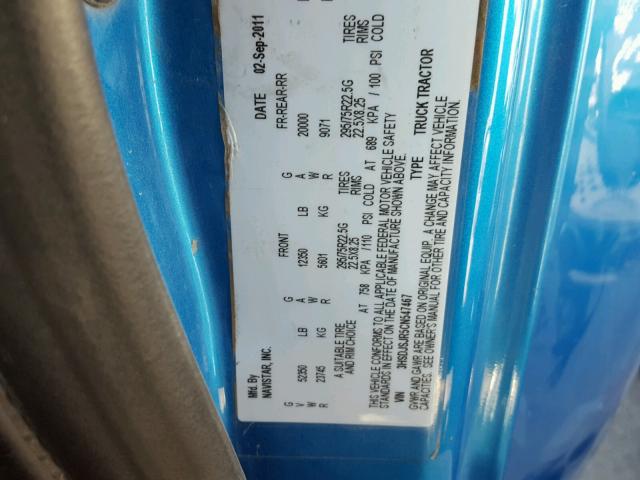 Mfd. By DATE 02-Sep-2011
NAVISTAR, INC.
G G FRONT G FR-REAR-RR
V 52250 LB A 12350 LB A 20000
W W W
R 23745 KG R 5601 KG R 9071
A SUITABLE TIRE 295/75R22.5G TIRES 295/75R22.5G TIRES
AND RIM CHOICE 22.5X8.25 RIMS 22.5X8.25 RIMS
AT 758 KPA /110 PSI COLD AT 689 KPA / 100 PSI COLD
THIS VEHICLE CONFORMS TO ALL APPLICABLE FEDERAL MOTOR VEHICLE SAFETY
STANDARDS IN EFFECT ON THE DATE OF MANUFACTURE SHOWN ABOVE.
VIN 3HSDJSJR5CN547467 TYPE TRUCK TRACTOR
GVWR AND GAWR ARE BASED ON ORIGINAL EQUIP. A CHANGE MAY AFFECT VEHICLE
CAPACITIES. SEE OWNER'S MANUAL FOR OTHER TIRE AND CAPACITY INFORMATION.